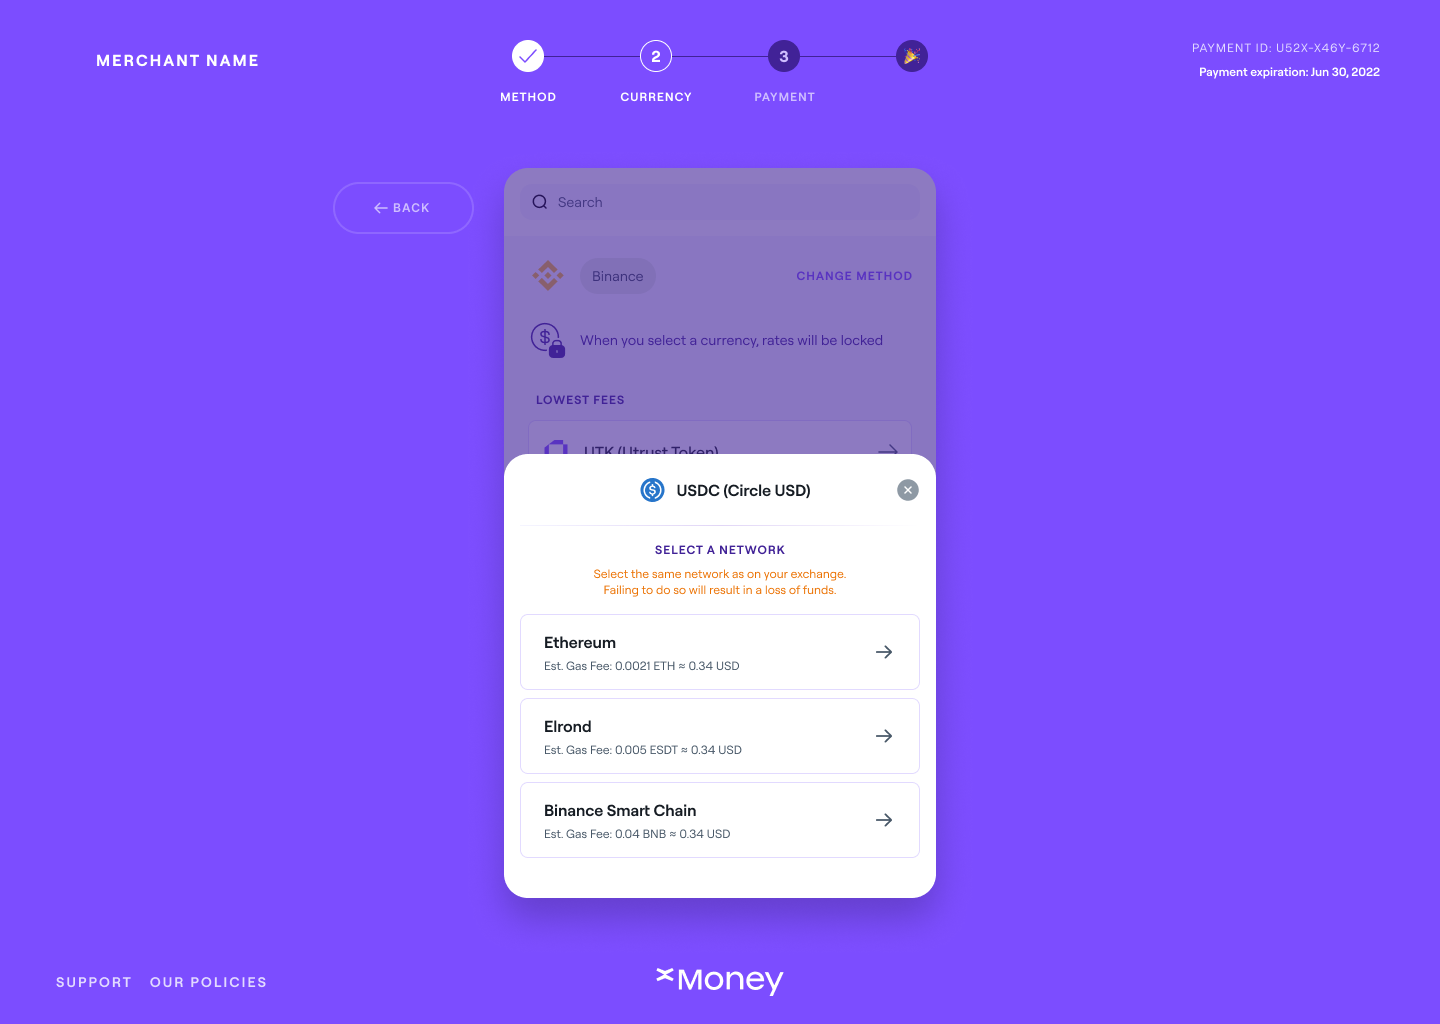 MERCHANT NAME
2
3
METHOD
CURRENCY
PAYMENT
PAYMENT ID: U52X-X46Y-6712
Payment expiration: Jun 30, 2022
← BACK
Search
Binance
CHANGE METHOD
$
When you select a currency, rates will be locked
LOWEST FEES
UTK (Utrust Token)
$
USDC (Circle USD)
SELECT A NETWORK
Select the same network as on your exchange.
Failing to do so will result in a loss of funds.
Ethereum
Est. Gas Fee: 0.0021 ETH ≈ 0.34 USD
Elrond
Est. Gas Fee: 0.005 ESDT ≈ 0.34 USD
Binance Smart Chain
Est. Gas Fee: 0.04 BNB ≈ 0.34 USD
SUPPORT
OUR POLICIES
xMoney